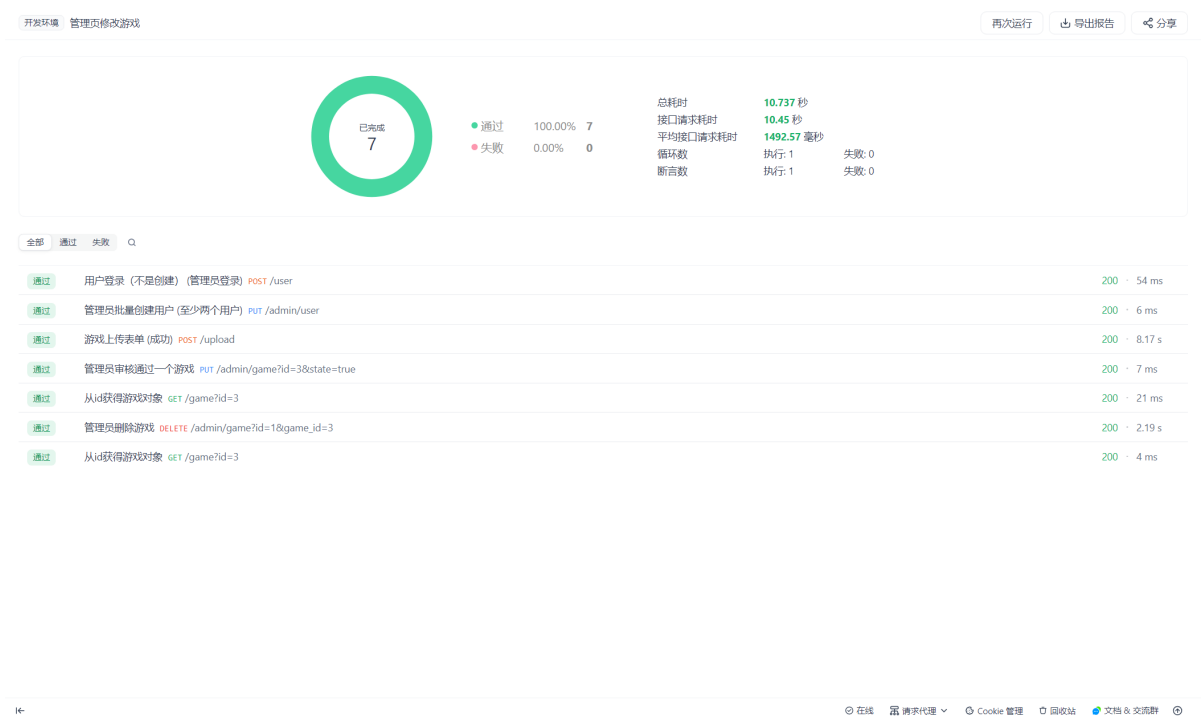 开发环境 管理页修改游戏 再次运行 导出报告 分享
已完成
7
通过 100.00% 7
失败 0.00% 0
总耗时 10.737 秒
接口请求耗时 10.45 秒
平均接口请求耗时 1492.57 毫秒
循环数 执行: 1 失败: 0
断言数 执行: 1 失败: 0
全部 通过 失败
通过 用户登录（不是创建） (管理员登录) POST /user 200 · 54 ms
通过 管理员批量创建用户 (至少两个用户) PUT /admin/user 200 · 6 ms
通过 游戏上传表单 (成功) POST /upload 200 · 8.17 s
通过 管理员审核通过一个游戏 PUT /admin/game?id=3&state=true 200 · 7 ms
通过 从id获得游戏对象 GET /game?id=3 200 · 21 ms
通过 管理员删除游戏 DELETE /admin/game?id=1&game_id=3 200 · 2.19 s
通过 从id获得游戏对象 GET /game?id=3 200 · 4 ms
在线 请求代理 Cookie 管理 回收站 文档 & 交流群